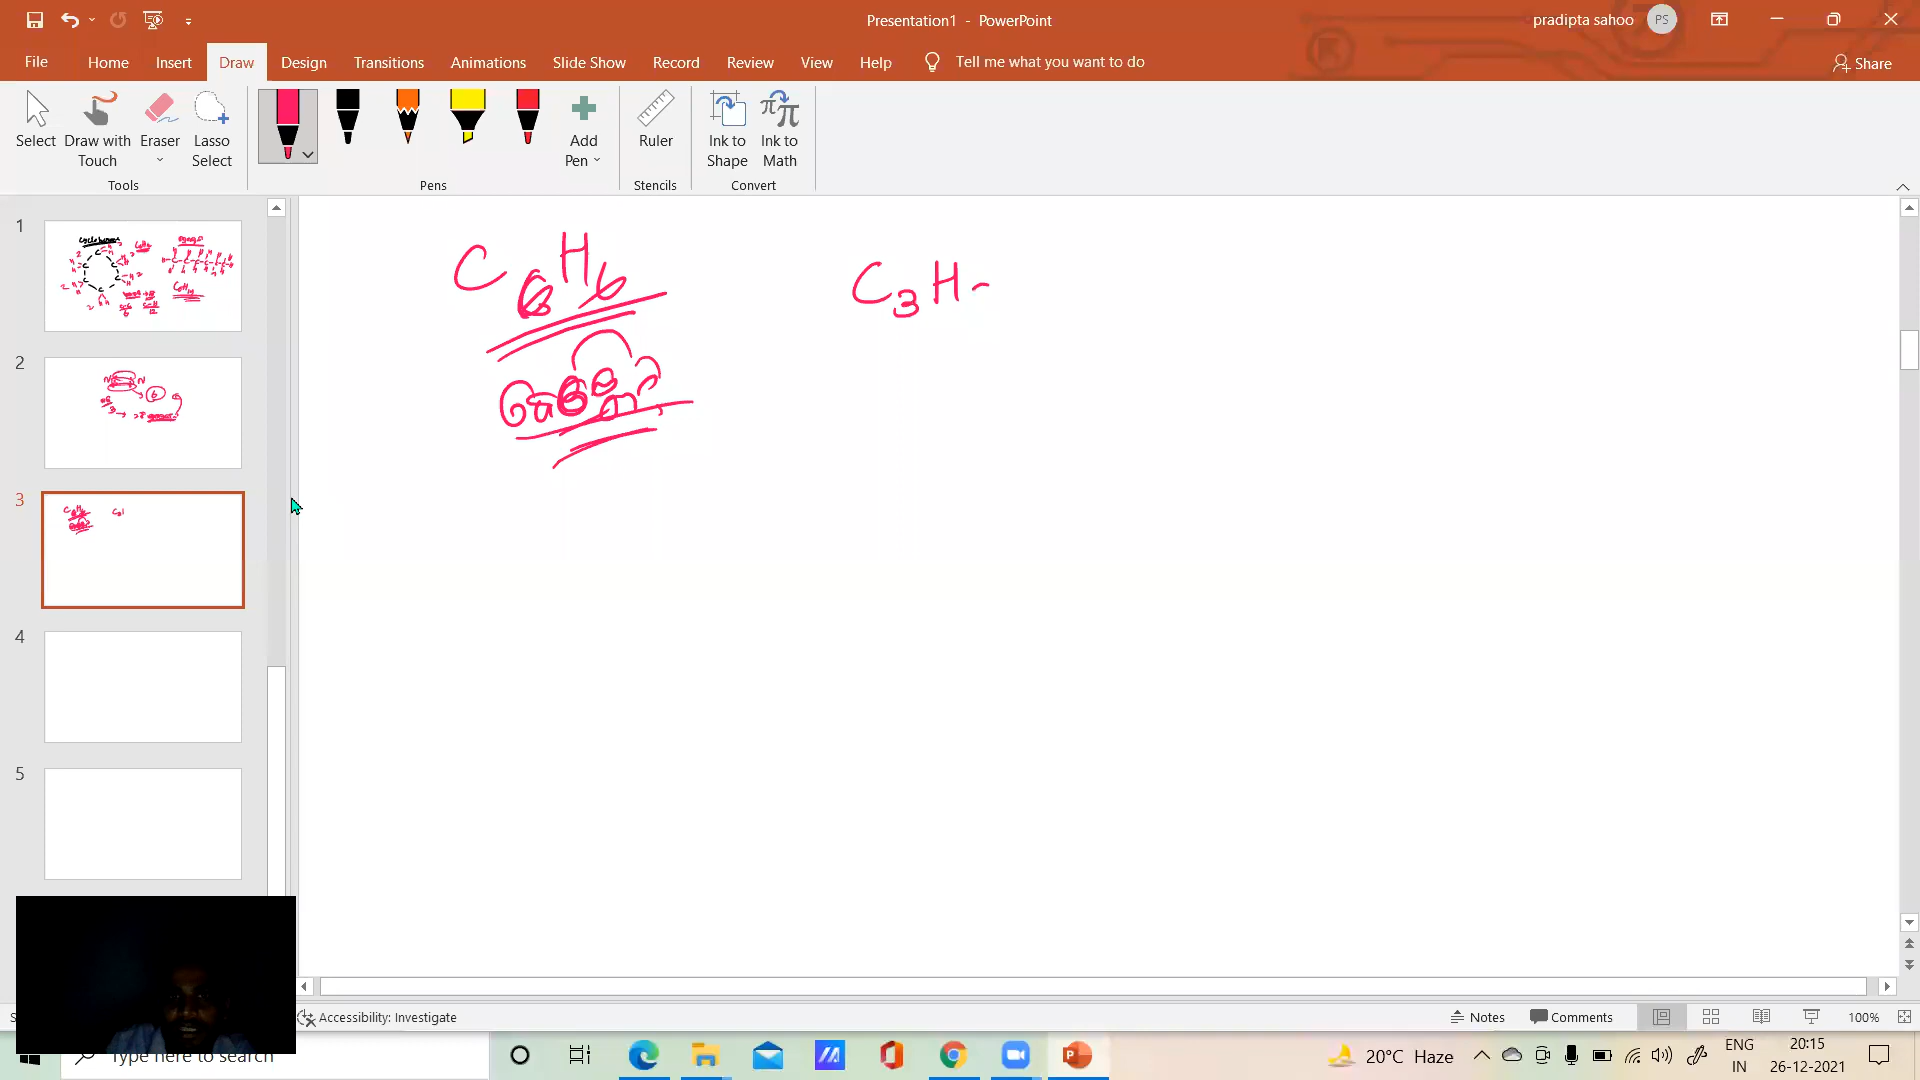 Presentation1 - PowerPoint
pradipta sahoo
PS
File
Home
Insert
Draw
Design
Transitions
Animations
Slide Show
Record
Review
View
Help
Tell me what you want to do
Share
Select
Draw with Touch
Eraser
Lasso Select
Add Pen
Ruler
Ink to Shape
Ink to Math
Tools
Pens
Stencils
Convert
1
2
3
4
5
C6H6
C3H-
Accessibility: Investigate
Notes
Comments
100%
Type here to search
20°C Haze
ENG
IN
20:15
26-12-2021